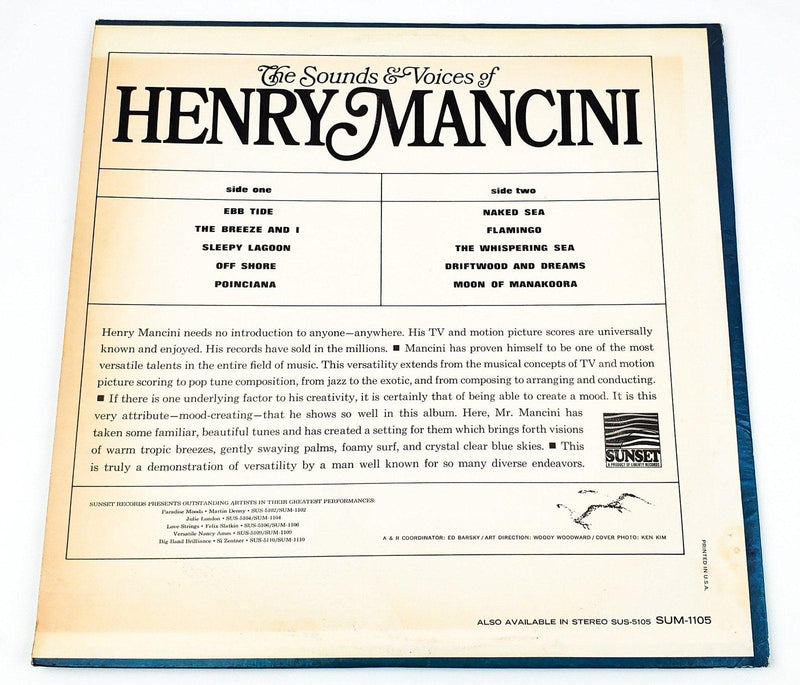 The Sounds & Voices of
HENRY MANCINI
side one
EBB TIDE
THE BREEZE AND I
SLEEPY LAGOON
OFF SHORE
POINCIANA
side two
NAKED SEA
FLAMINGO
THE WHISPERING SEA
DRIFTWOOD AND DREAMS
MOON OF MANAKOORA
Henry Mancini needs no introduction to anyone—anywhere. His TV and motion picture scores are universally
known and enjoyed. His records have sold in the millions. ■ Mancini has proven himself to be one of the most
versatile talents in the entire field of music. This versatility extends from the musical concepts of TV and motion
picture scoring to pop tune composition, from jazz to the exotic, and from composing to arranging and conducting.
■ If there is one underlying factor to his creativity, it is certainly that of being able to create a mood. It is this
very attribute—mood-creating—that he shows so well in this album. Here, Mr. Mancini has
taken some familiar, beautiful tunes and has created a setting for them which brings forth visions
of warm tropic breezes, gently swaying palms, foamy surf, and crystal clear blue skies. ■ This
is truly a demonstration of versatility by a man well known for so many diverse endeavors.
SUNSET
A PRODUCT OF LIBERTY RECORDS
SUNSET RECORDS PRESENTS OUTSTANDING ARTISTS IN THEIR GREATEST PERFORMANCES:
Paradise Moods • Martin Denny • SUS-5102/SUM-1102
Julie London • SUS-5104/SUM-1104
Love Strings • Felix Slatkin • SUS-5106/SUM-1106
Versatile Nancy Ames • SUS-5109/SUM-1109
Big Band Brilliance • Si Zentner • SUS-5110/SUM-1110
A & R COORDINATOR: ED BARSKY/ART DIRECTION: WOODY WOODWARD/COVER PHOTO: KEN KIM
PRINTED IN U.S.A.
ALSO AVAILABLE IN STEREO SUS-5105 SUM-1105